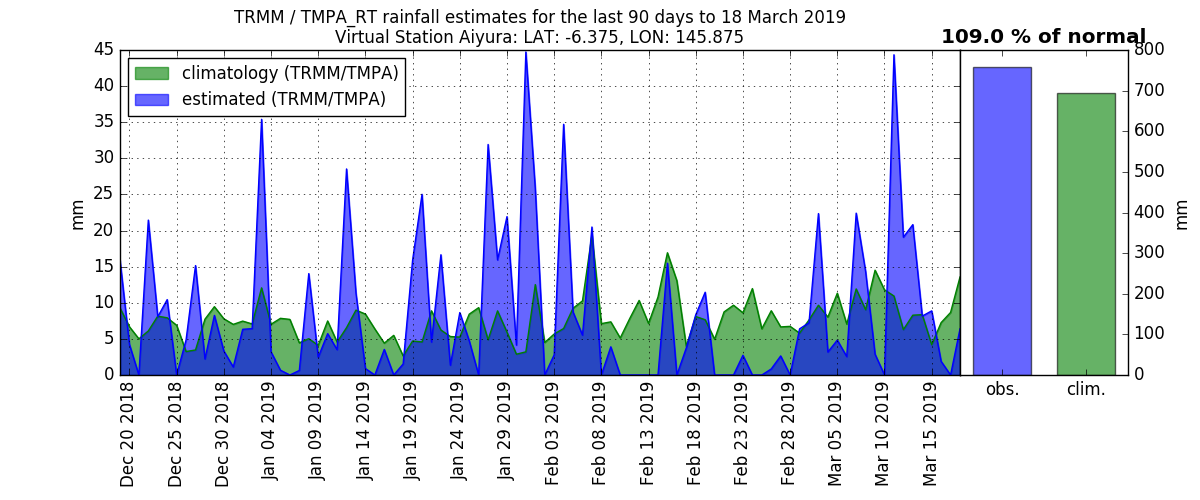 TRMM / TMPA_RT rainfall estimates for the last 90 days to 18 March 2019
Virtual Station Aiyura: LAT: -6.375, LON: 145.875
109.0 % of normal
climatology (TRMM/TMPA)
estimated (TRMM/TMPA)
mm
45
40
35
30
25
20
15
10
5
0
Dec 20 2018
Dec 25 2018
Dec 30 2018
Jan 04 2019
Jan 09 2019
Jan 14 2019
Jan 19 2019
Jan 24 2019
Jan 29 2019
Feb 03 2019
Feb 08 2019
Feb 13 2019
Feb 18 2019
Feb 23 2019
Feb 28 2019
Mar 05 2019
Mar 10 2019
Mar 15 2019
obs.
clim.
800
700
600
500
400
300
200
100
0
mm